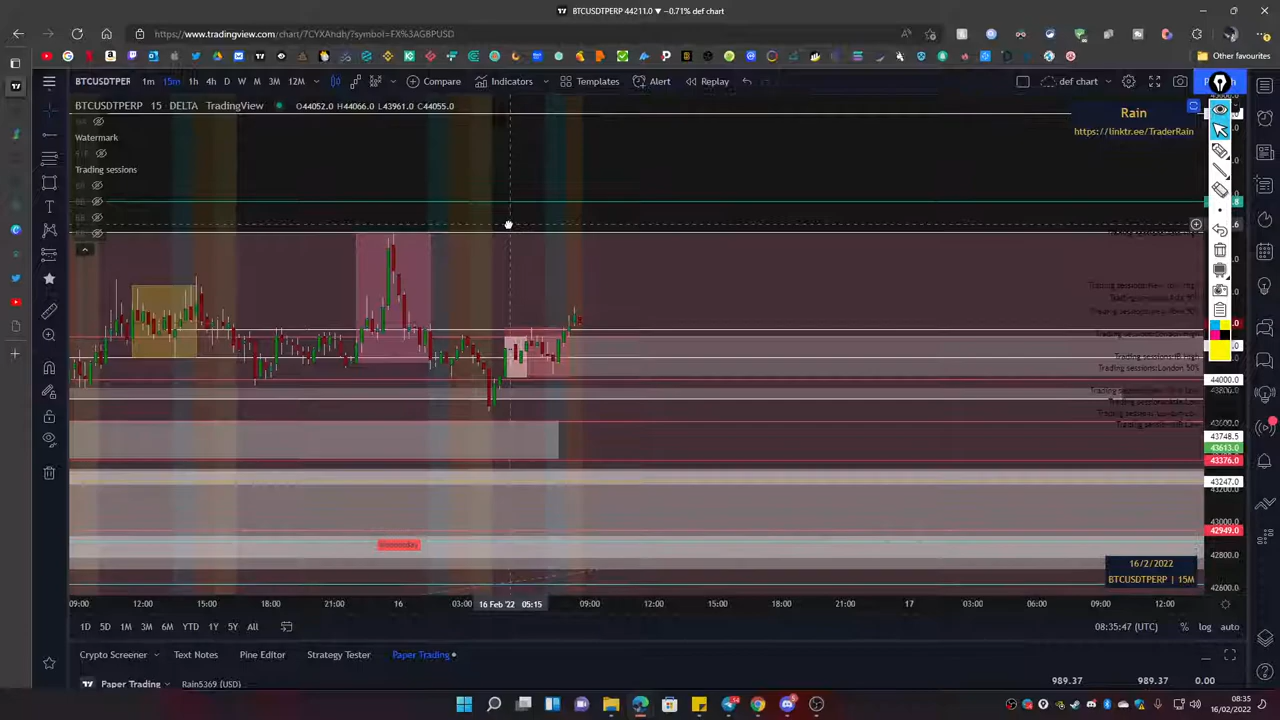 BTCUSDTPERP 44211.0 ▼ −0.71% def chart
https://www.tradingview.com/chart/7CYXAhdh/?symbol=FX%3AGBPUSD
Other favourites
BTCUSDTPER 1m 15m 1h 4h D W M 3M 12M Compare Indicators Templates Alert Replay def chart
BTCUSDTPERP 15 DELTA TradingView O44052.0 H44066.0 L43961.0 C44055.0
Rain
https://linktr.ee/TraderRain
Watermark
Trading sessions
Trading sessions:London 50%
44000.0
43800.0
43600.0
43748.5
43613.0
43376.0
43247.0
43200.0
43000.0
42949.0
42800.0
42600.0
Wednesday
16/2/2022
BTCUSDTPERP | 15M
09:00 12:00 15:00 18:00 21:00 16 03:00 16 Feb '22 05:15 09:00 12:00 15:00 18:00 21:00 17 03:00 06:00 09:00 12:00
1D 5D 1M 3M 6M YTD 1Y 5Y All 08:35:47 (UTC) % log auto
Crypto Screener Text Notes Pine Editor Strategy Tester Paper Trading
Paper Trading Rain5369 (USD) 989.37 989.37 0.00
08:35
16/02/2022